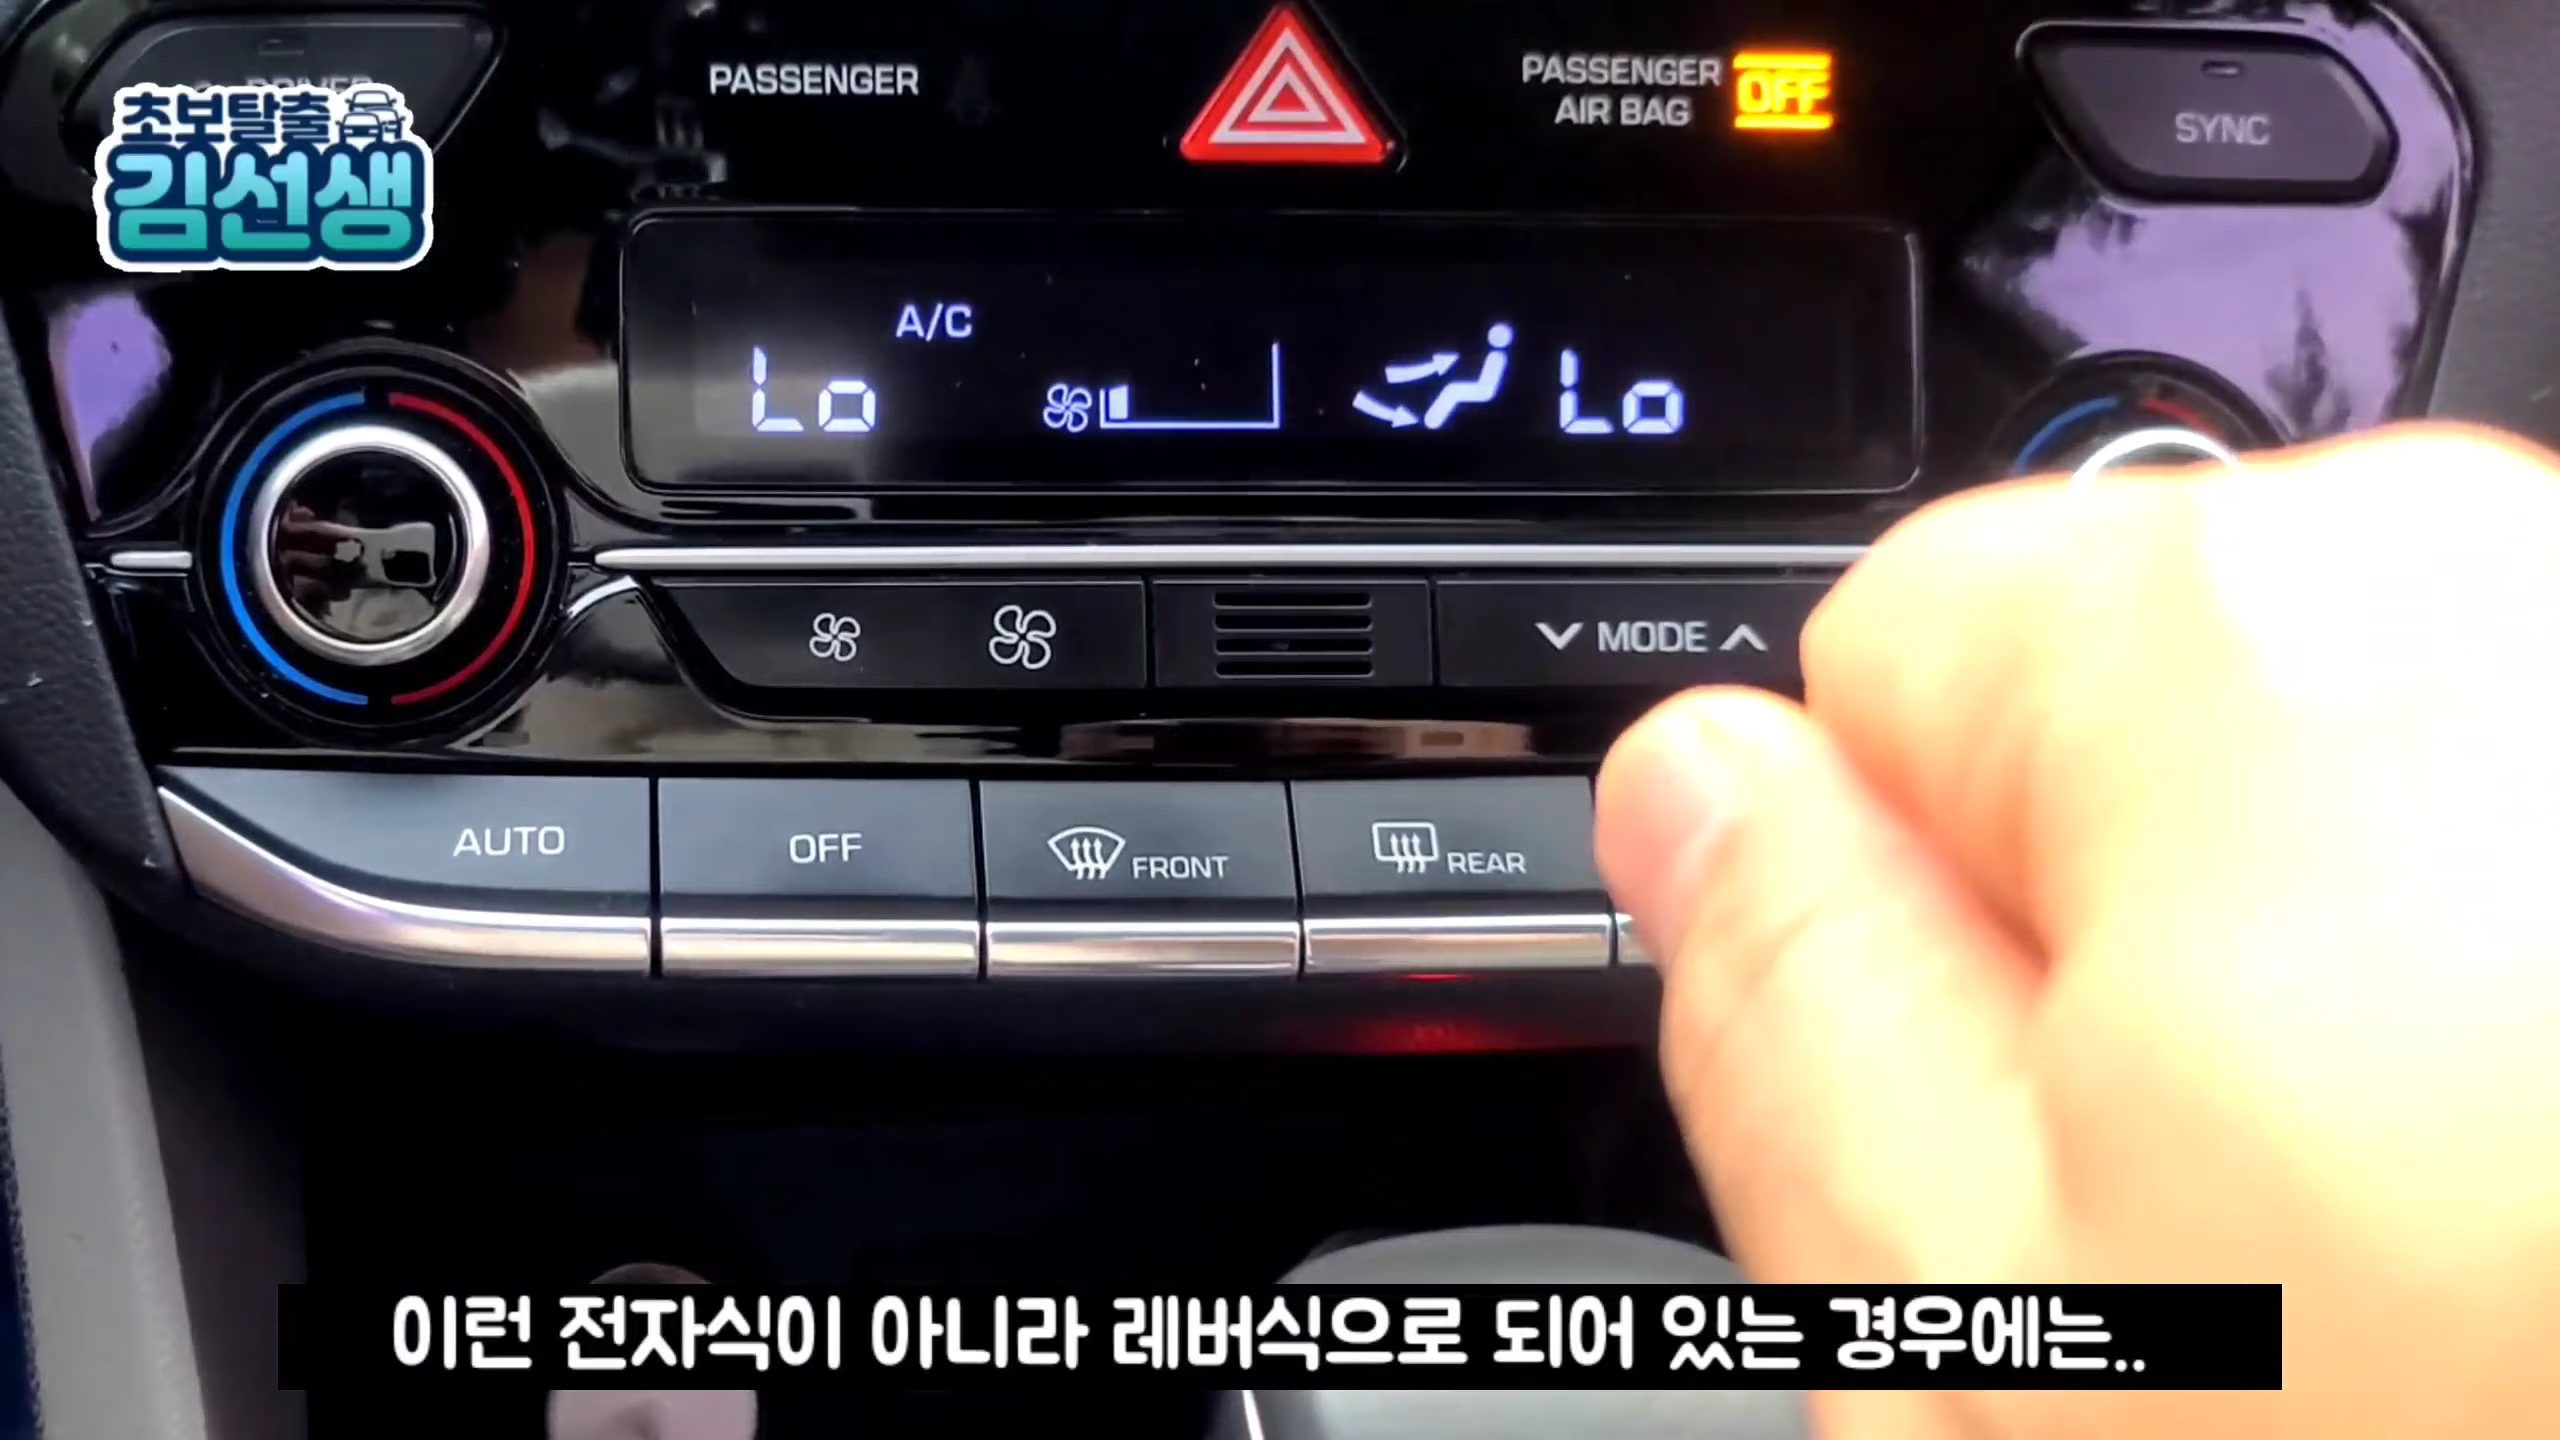 DRIVER
초보탈출
김선생
PASSENGER
PASSENGER
AIR BAG
OFF
SYNC
A/C
Lo
Lo
MODE
AUTO
OFF
FRONT
REAR
이런 전자식이 아니라 레버식으로 되어 있는 경우에는..